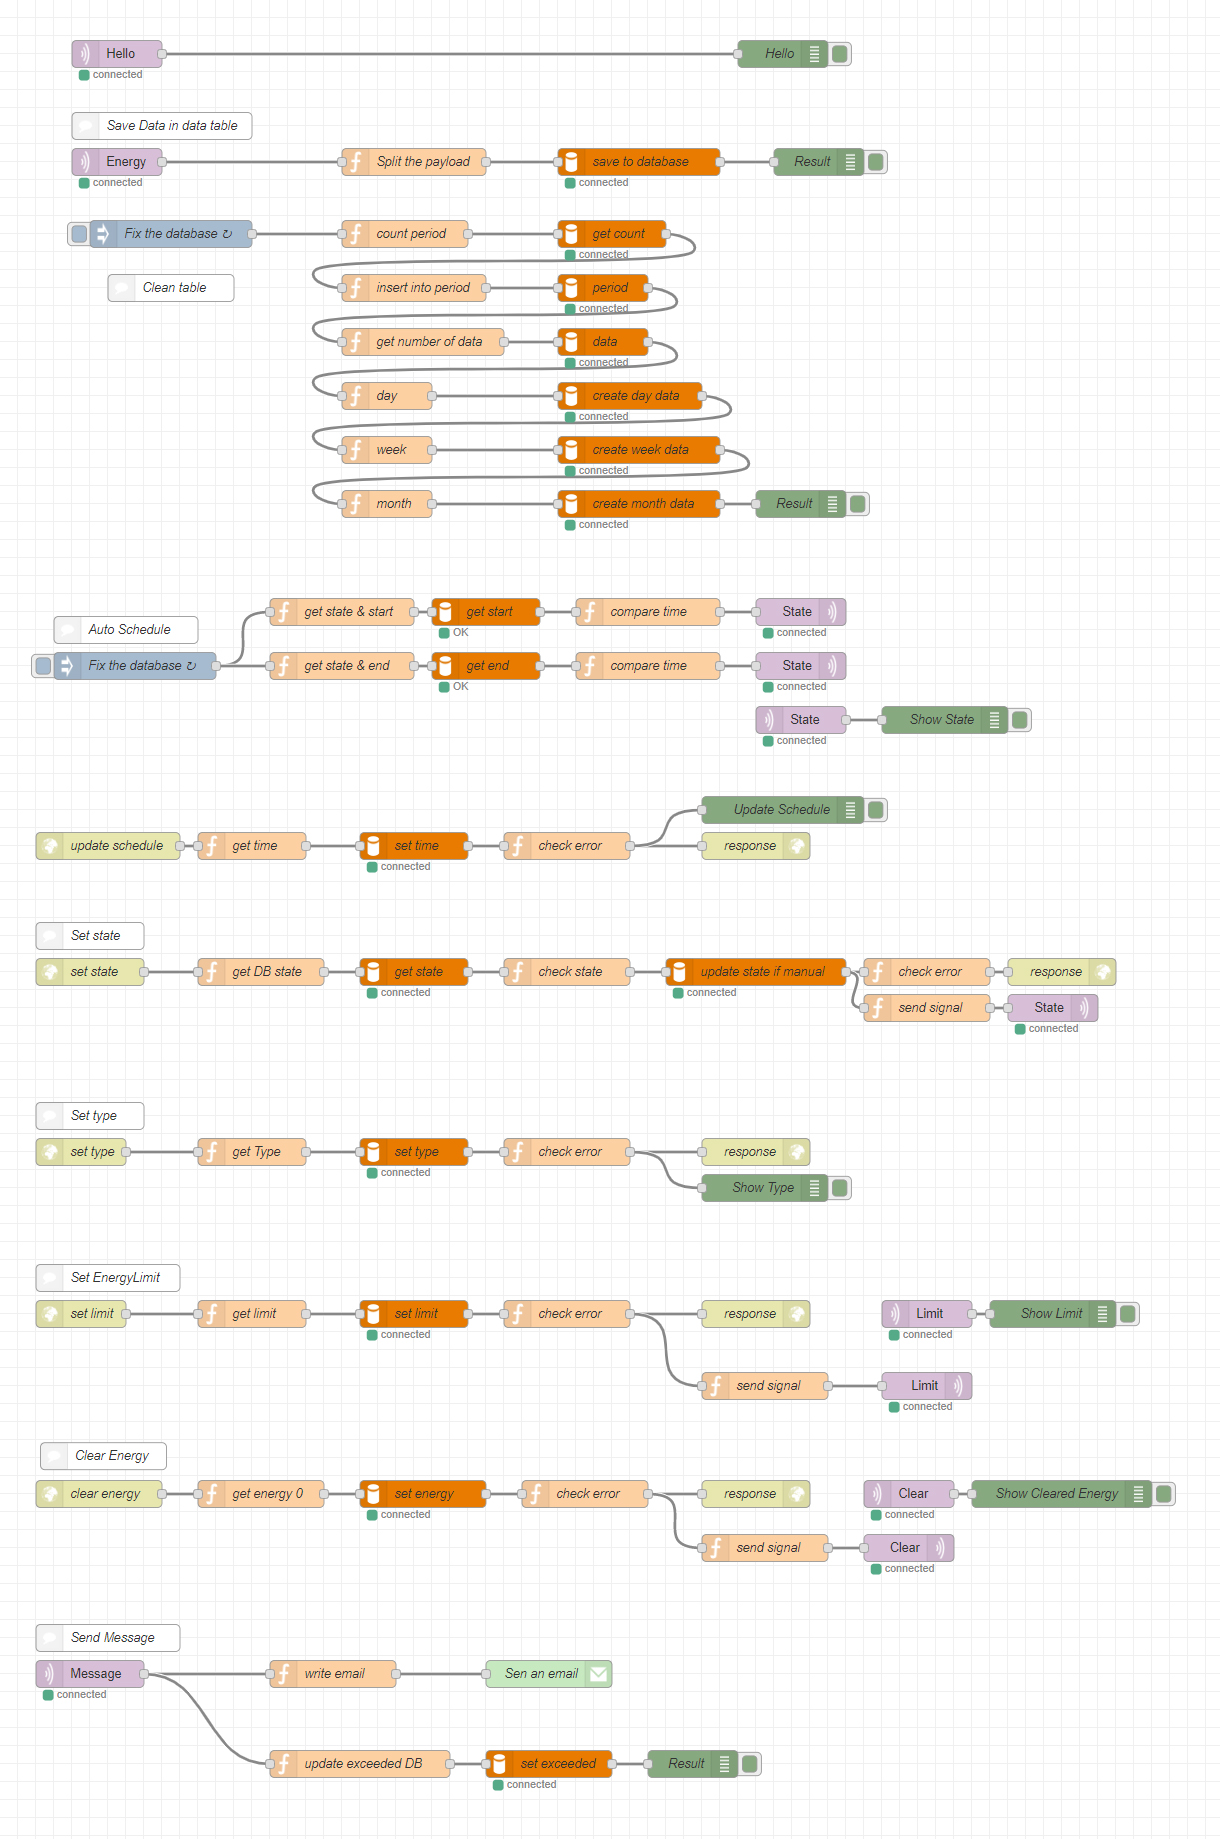 Hello
Hello
connected
Save Data in data table
Energy
Split the payload
save to database
Result
connected
connected
Fix the database ↻
count period
get count
connected
Clean table
insert into period
period
connected
get number of data
data
connected
day
create day data
connected
week
create week data
connected
month
create month data
Result
connected
get state & start
get start
compare time
State
Auto Schedule
OK
connected
Fix the database ↻
get state & end
get end
compare time
State
OK
connected
State
Show State
connected
Update Schedule
update schedule
get time
set time
check error
response
connected
Set state
set state
get DB state
get state
check state
update state if manual
check error
response
connected
connected
send signal
State
connected
Set type
set type
get Type
set type
check error
response
connected
Show Type
Set EnergyLimit
set limit
get limit
set limit
check error
response
Limit
Show Limit
connected
connected
send signal
Limit
connected
Clear Energy
clear energy
get energy 0
set energy
check error
response
Clear
Show Cleared Energy
connected
connected
send signal
Clear
connected
Send Message
Message
write email
Sen an email
connected
update exceeded DB
set exceeded
Result
connected